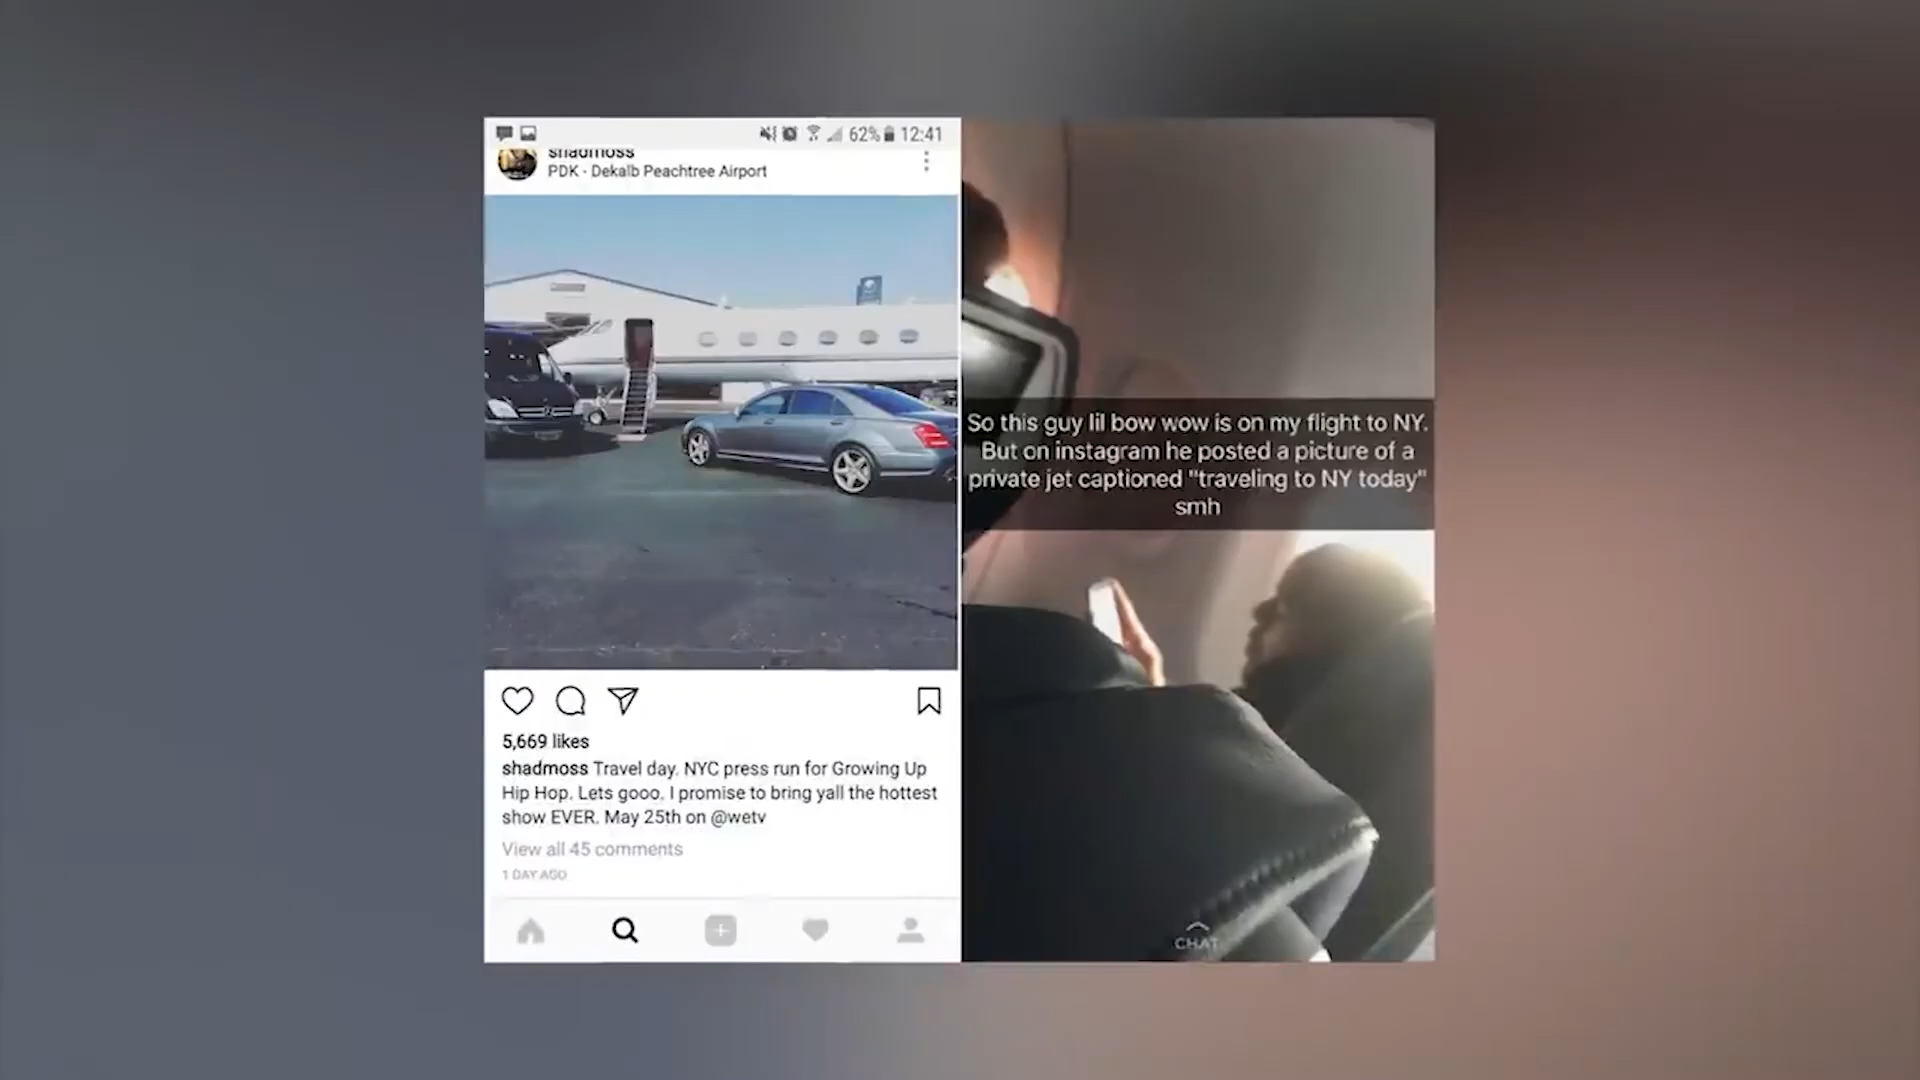 62% 12:41
shadmoss
PDK - Dekalb Peachtree Airport
5,669 likes
shadmoss Travel day. NYC press run for Growing Up
Hip Hop. Lets gooo. I promise to bring yall the hottest
show EVER. May 25th on @wetv
View all 45 comments
1 DAY AGO
So this guy lil bow wow is on my flight to NY.
But on instagram he posted a picture of a
private jet captioned "traveling to NY today"
smh
CHAT